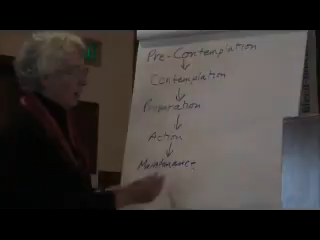 Pre-Contemplation
↓
Contemplation
↓
Preparation
↓
Action
↓
Maintenance